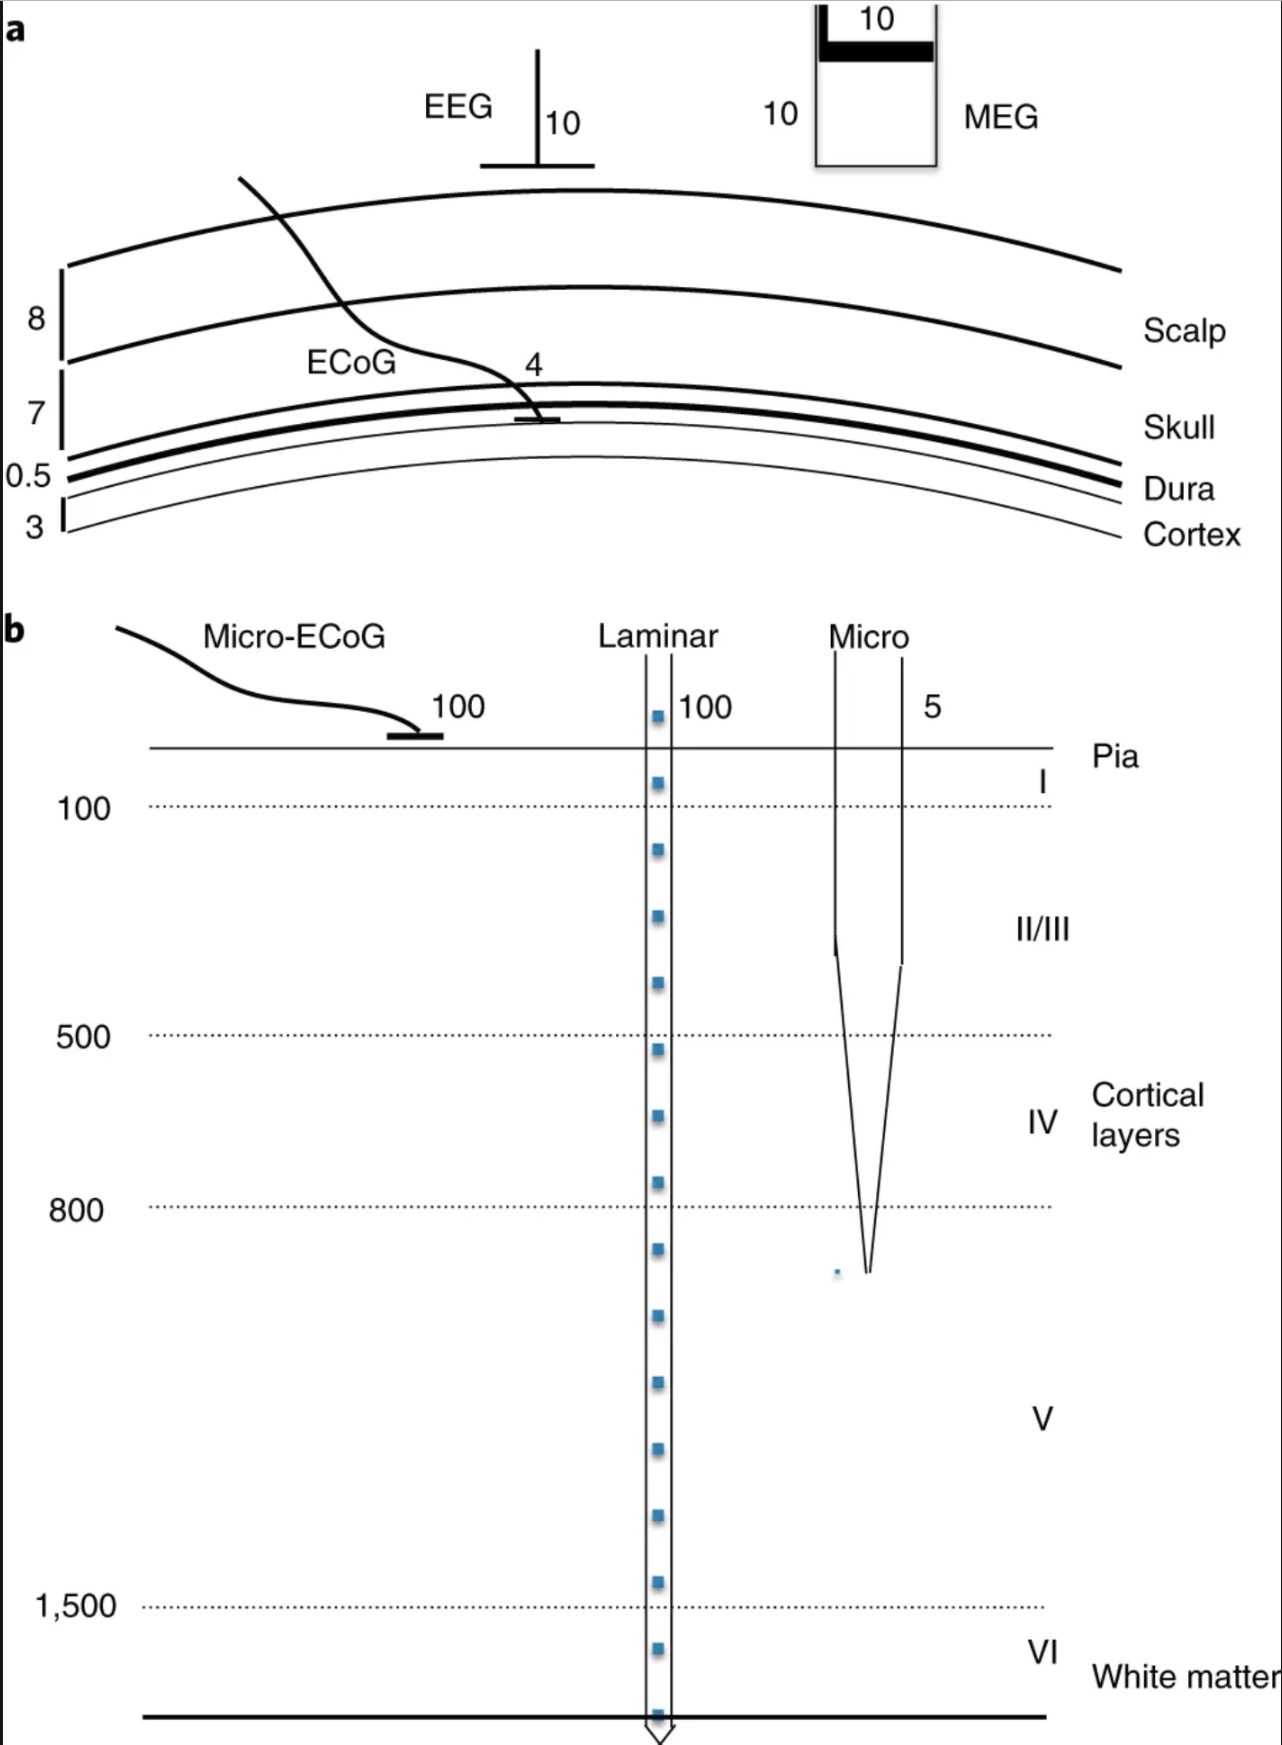 a
10
EEG
10
10
MEG
8
Scalp
ECoG
4
7
Skull
0.5
Dura
3
Cortex
b
Micro-ECoG
Laminar
Micro
100
100
5
Pia
I
100
II/III
500
Cortical
layers
IV
800
V
1,500
VI
White matter